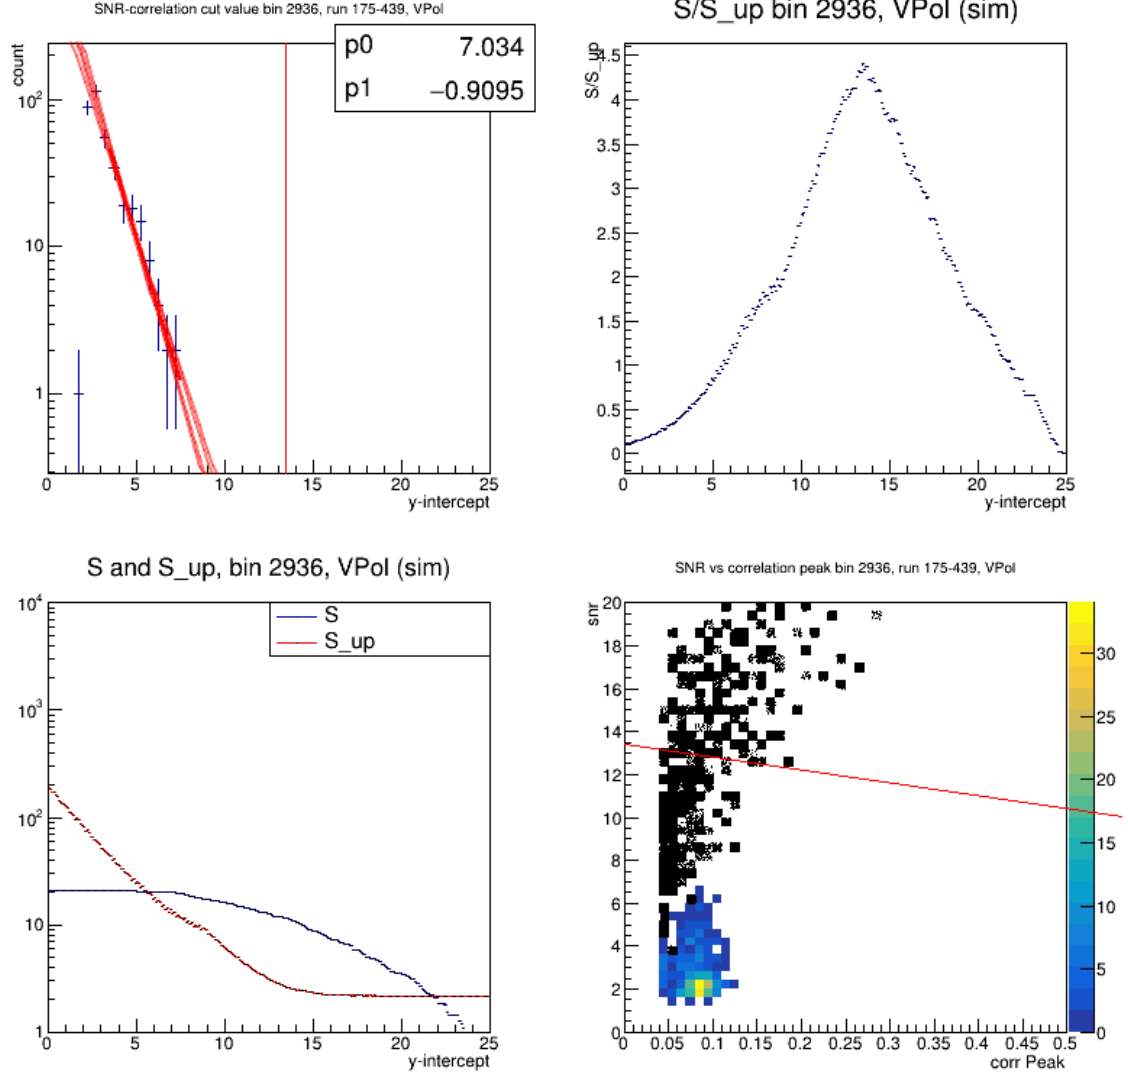 SNR-correlation cut value bin 2936, run 175-439, VPol
count
p0 7.034
p1 −0.9095
10²
10
1
0 5 10 15 20 25
y-intercept
S/S_up bin 2936, VPol (sim)
S/S_up
4.5
4
3.5
3
2.5
2
1.5
1
0.5
0
0 5 10 15 20 25
y-intercept
S and S_up, bin 2936, VPol (sim)
S
S_up
10⁴
10³
10²
10
1
0 5 10 15 20 25
y-intercept
SNR vs correlation peak bin 2936, run 175-439, VPol
snr
20
18
16
14
12
10
8
6
4
2
0
0 0.05 0.1 0.15 0.2 0.25 0.3 0.35 0.4 0.45 0.5
corr Peak
30
25
20
15
10
5
0